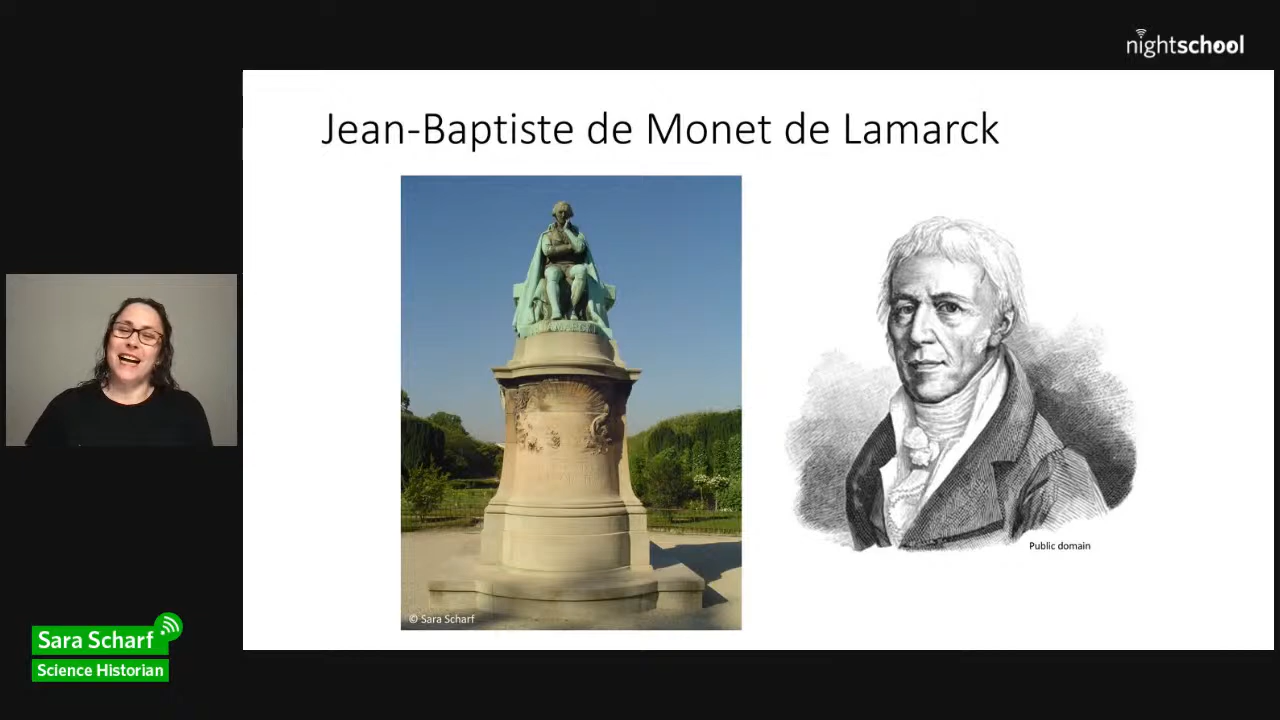 nightschool
Jean-Baptiste de Monet de Lamarck
Public domain
© Sara Scharf
Sara Scharf
Science Historian